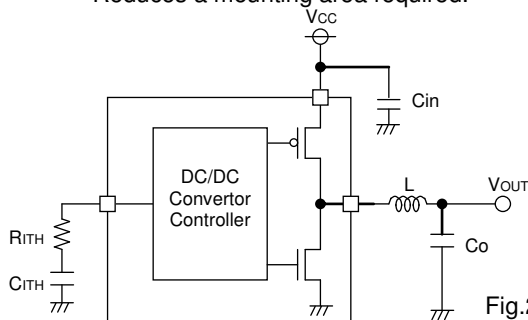 Reduces a mounting area required.
VCC
Cin
DC/DC
Convertor
Controller
L
VOUT
RITH
Co
CITH
Fig.2